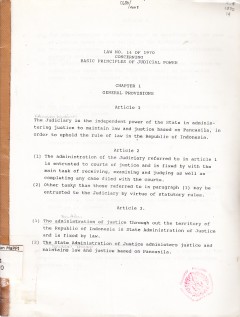 LAW NO. 14 OF 1970
CONCERNING
BASIC PRINCIPLES OF JUDICIAL POWER
CHAPTER I
GENERAL PROVISIONS
Article 1
The Judiciary is the independent power of the State in adminis-
tering justice to maintain law and justice based on Pancasila, in
order to uphold the rule of law in the Republic of Indonesia.
Article 2
(1) The administration of the Judiciary referred to in article 1
is entrusted to courts of justice and is fixed by law with the
main task of receiving, examining and judging as well as
completing any case filed with the courts.
(2) Other tasks than those referred to in paragraph (1) may be
entrusted to the Judiciary by virtue of statutory rules.
Article 3.
(1) The administration of justice through out the territory of
the Republic of Indonesia is State Administration of Justice
and is fixed by law.
(2) The State Administration of Justice administers justice and
maintains law and justice based on Pancasila.